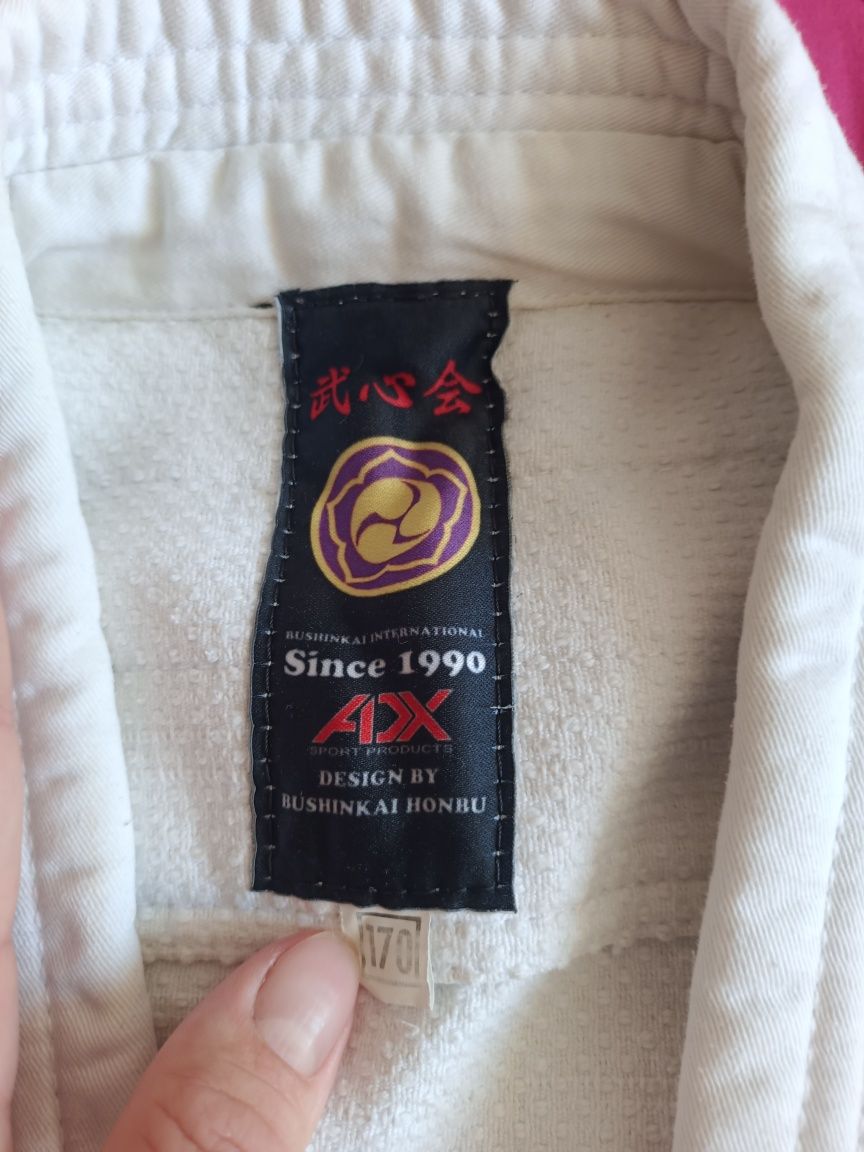 武心会
BUSHINKAI INTERNATIONAL
Since 1990
ADX
SPORT PRODUCTS
DESIGN BY
BUSHINKAI HONBU
170